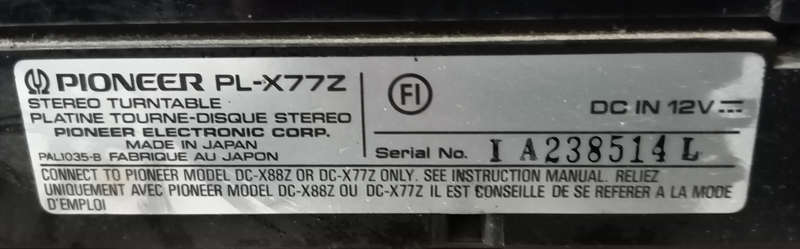 PIONEER PL-X77Z
STEREO TURNTABLE
PLATINE TOURNE-DISQUE STEREO
PIONEER ELECTRONIC CORP.
MADE IN JAPAN
PAL1035-B FABRIQUE AU JAPON
FI
DC IN 12V
Serial No. I A238514 L
CONNECT TO PIONEER MODEL DC-X88Z OR DC-X77Z ONLY. SEE INSTRUCTION MANUAL. RELIEZ
UNIQUEMENT AVEC PIONEER MODEL DC-X88Z OU DC-X77Z IL EST CONSEILLE DE SE REFERER A LA MODE
D'EMPLOI